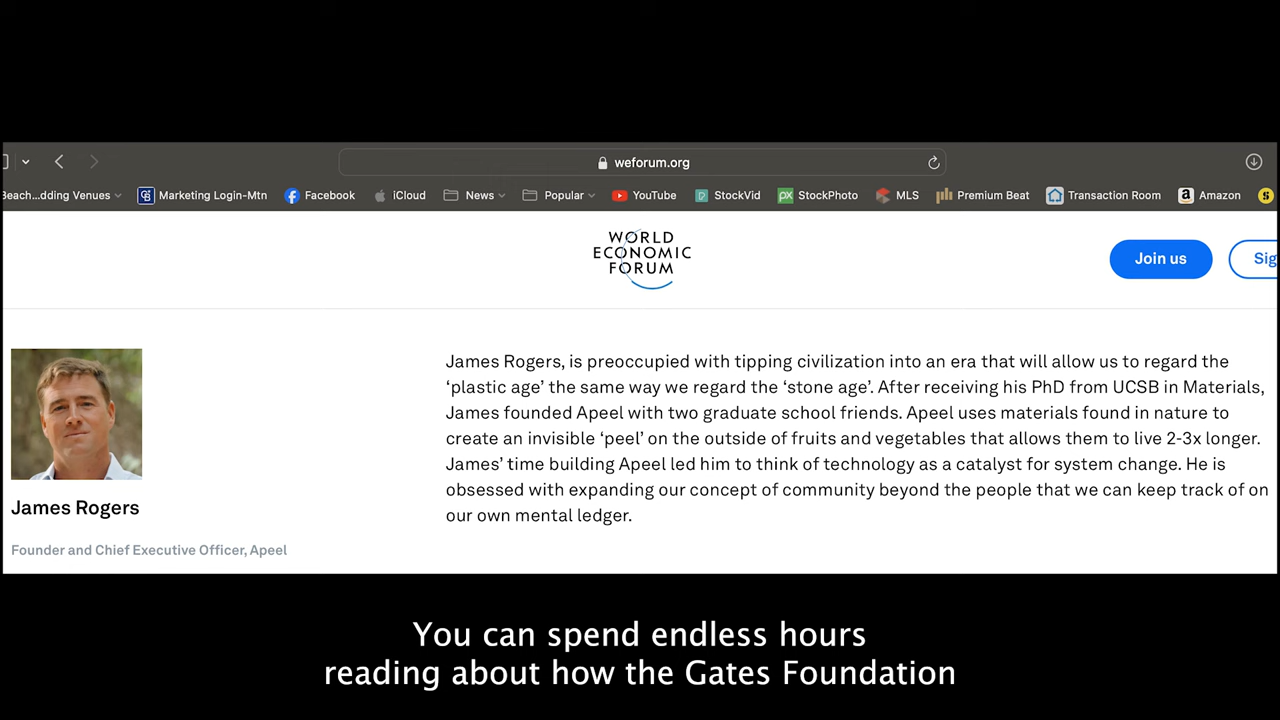 weforum.org
Beach...dding Venues
Marketing Login-Mtn
Facebook
iCloud
News
Popular
YouTube
StockVid
PX
StockPhoto
MLS
Premium Beat
Transaction Room
a
Amazon
S
WORLD
ECONOMIC
FORUM
Join us
Sig
James Rogers, is preoccupied with tipping civilization into an era that will allow us to regard the
‘plastic age’ the same way we regard the ‘stone age’. After receiving his PhD from UCSB in Materials,
James founded Apeel with two graduate school friends. Apeel uses materials found in nature to
create an invisible ‘peel’ on the outside of fruits and vegetables that allows them to live 2-3x longer.
James’ time building Apeel led him to think of technology as a catalyst for system change. He is
obsessed with expanding our concept of community beyond the people that we can keep track of on
our own mental ledger.
James Rogers
Founder and Chief Executive Officer, Apeel
You can spend endless hours
reading about how the Gates Foundation